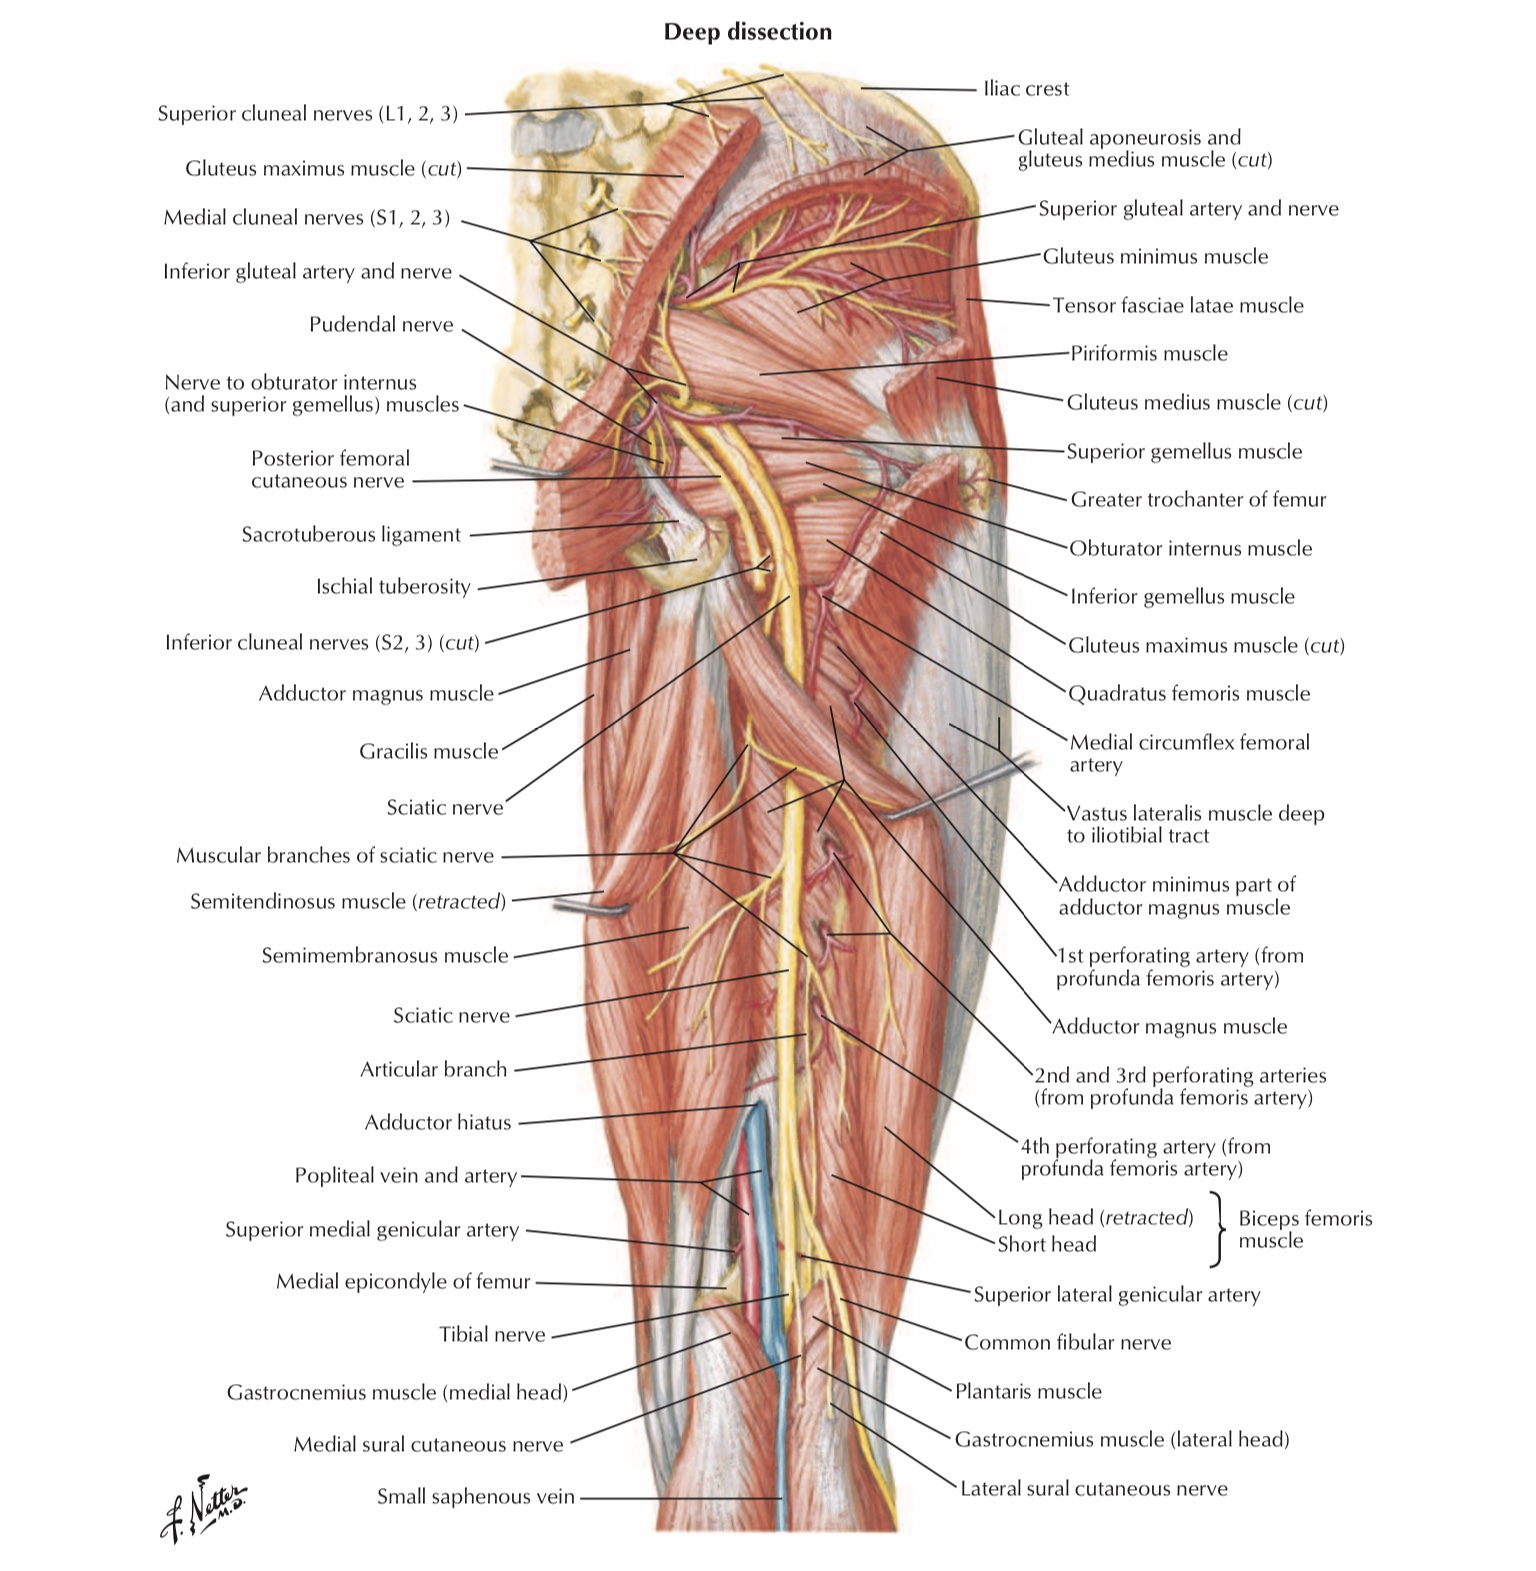 Deep dissection
Superior cluneal nerves (L1, 2, 3)
Gluteus maximus muscle (cut)
Medial cluneal nerves (S1, 2, 3)
Inferior gluteal artery and nerve
Pudendal nerve
Nerve to obturator internus
(and superior gemellus) muscles
Posterior femoral
cutaneous nerve
Sacrotuberous ligament
Ischial tuberosity
Inferior cluneal nerves (S2, 3) (cut)
Adductor magnus muscle
Gracilis muscle
Sciatic nerve
Muscular branches of sciatic nerve
Semitendinosus muscle (retracted)
Semimembranosus muscle
Sciatic nerve
Articular branch
Adductor hiatus
Popliteal vein and artery
Superior medial genicular artery
Medial epicondyle of femur
Tibial nerve
Gastrocnemius muscle (medial head)
Medial sural cutaneous nerve
Small saphenous vein
Iliac crest
Gluteal aponeurosis and
gluteus medius muscle (cut)
Superior gluteal artery and nerve
Gluteus minimus muscle
Tensor fasciae latae muscle
Piriformis muscle
Gluteus medius muscle (cut)
Superior gemellus muscle
Greater trochanter of femur
Obturator internus muscle
Inferior gemellus muscle
Gluteus maximus muscle (cut)
Quadratus femoris muscle
Medial circumflex femoral
artery
Vastus lateralis muscle deep
to iliotibial tract
Adductor minimus part of
adductor magnus muscle
1st perforating artery (from
profunda femoris artery)
Adductor magnus muscle
2nd and 3rd perforating arteries
(from profunda femoris artery)
4th perforating artery (from
profunda femoris artery)
Long head (retracted)
Short head
Biceps femoris
muscle
Superior lateral genicular artery
Common fibular nerve
Plantaris muscle
Gastrocnemius muscle (lateral head)
Lateral sural cutaneous nerve
F. Netter
M.D.